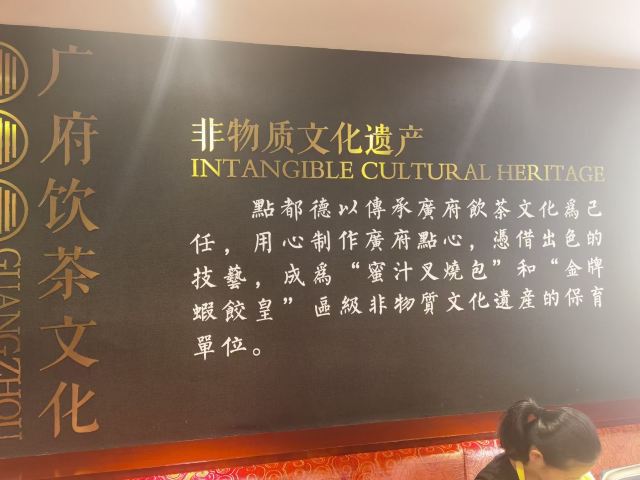 广府饮茶文化
GUANGZHOU
非物质文化遗产
INTANGIBLE CULTURAL HERITAGE
點都德以傳承廣府飲茶文化爲己
任，用心制作廣府點心，憑借出色的
技藝，成爲“蜜汁叉燒包”和“金牌
蝦餃皇”區級非物質文化遺產的保育
單位。